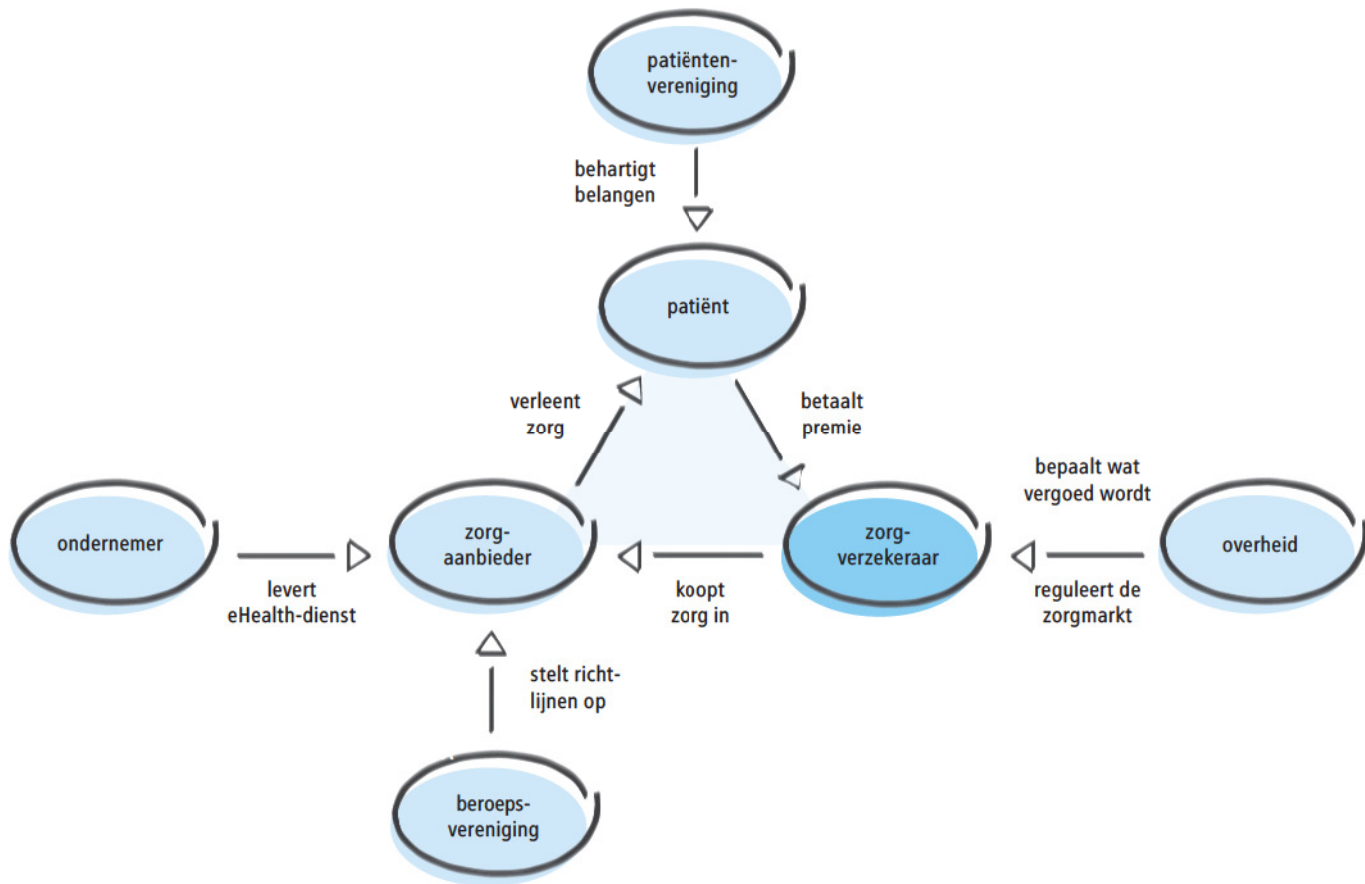 patiënten-
vereniging
behartigt
belangen
patiënt
verleent
zorg
betaalt
premie
bepaalt wat
vergoed wordt
ondernemer
zorg-
aanbieder
zorg-
verzekeraar
overheid
levert
eHealth-dienst
koopt
zorg in
reguleert de
zorgmarkt
stelt richt-
lijnen op
beroeps-
vereniging